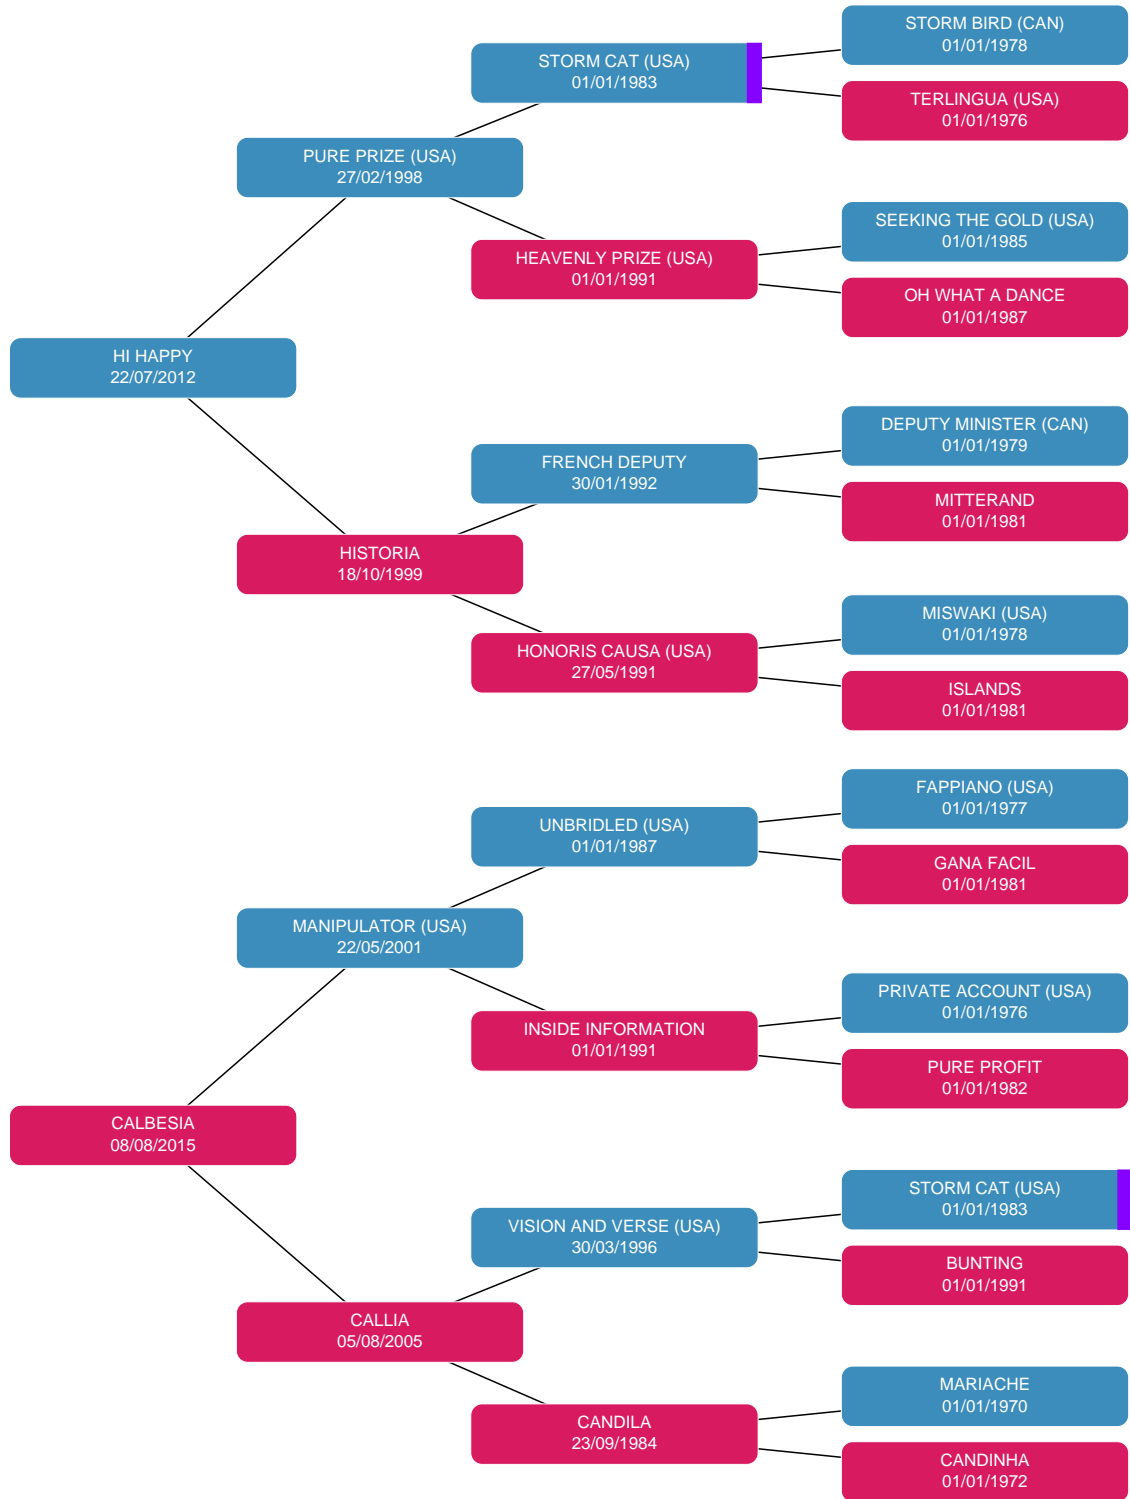 STORM BIRD (CAN)
01/01/1978
STORM CAT (USA)
01/01/1983
TERLINGUA (USA)
01/01/1976
PURE PRIZE (USA)
27/02/1998
SEEKING THE GOLD (USA)
01/01/1985
HEAVENLY PRIZE (USA)
01/01/1991
OH WHAT A DANCE
01/01/1987
HI HAPPY
22/07/2012
DEPUTY MINISTER (CAN)
01/01/1979
FRENCH DEPUTY
30/01/1992
MITTERAND
01/01/1981
HISTORIA
18/10/1999
MISWAKI (USA)
01/01/1978
HONORIS CAUSA (USA)
27/05/1991
ISLANDS
01/01/1981
FAPPIANO (USA)
01/01/1977
UNBRIDLED (USA)
01/01/1987
GANA FACIL
01/01/1981
MANIPULATOR (USA)
22/05/2001
PRIVATE ACCOUNT (USA)
01/01/1976
INSIDE INFORMATION
01/01/1991
PURE PROFIT
01/01/1982
CALBESIA
08/08/2015
STORM CAT (USA)
01/01/1983
VISION AND VERSE (USA)
30/03/1996
BUNTING
01/01/1991
CALLIA
05/08/2005
MARIACHE
01/01/1970
CANDILA
23/09/1984
CANDINHA
01/01/1972